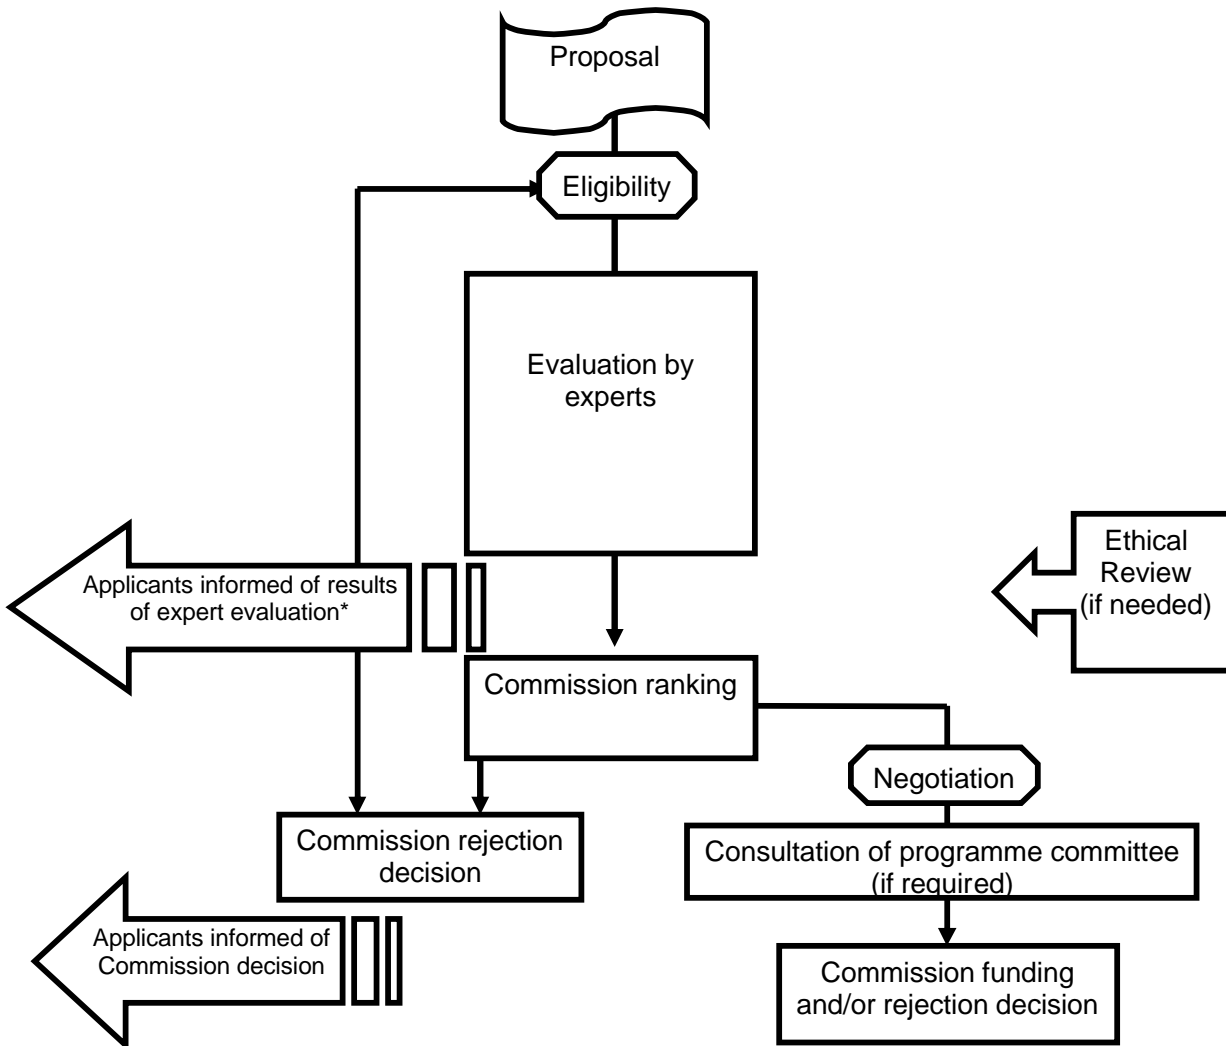 Proposal
Eligibility
Evaluation by
experts
Applicants informed of results
of expert evaluation*
Ethical
Review
(if needed)
Commission ranking
Negotiation
Commission rejection
decision
Consultation of programme committee
(if required)
Applicants informed of
Commission decision
Commission funding
and/or rejection decision